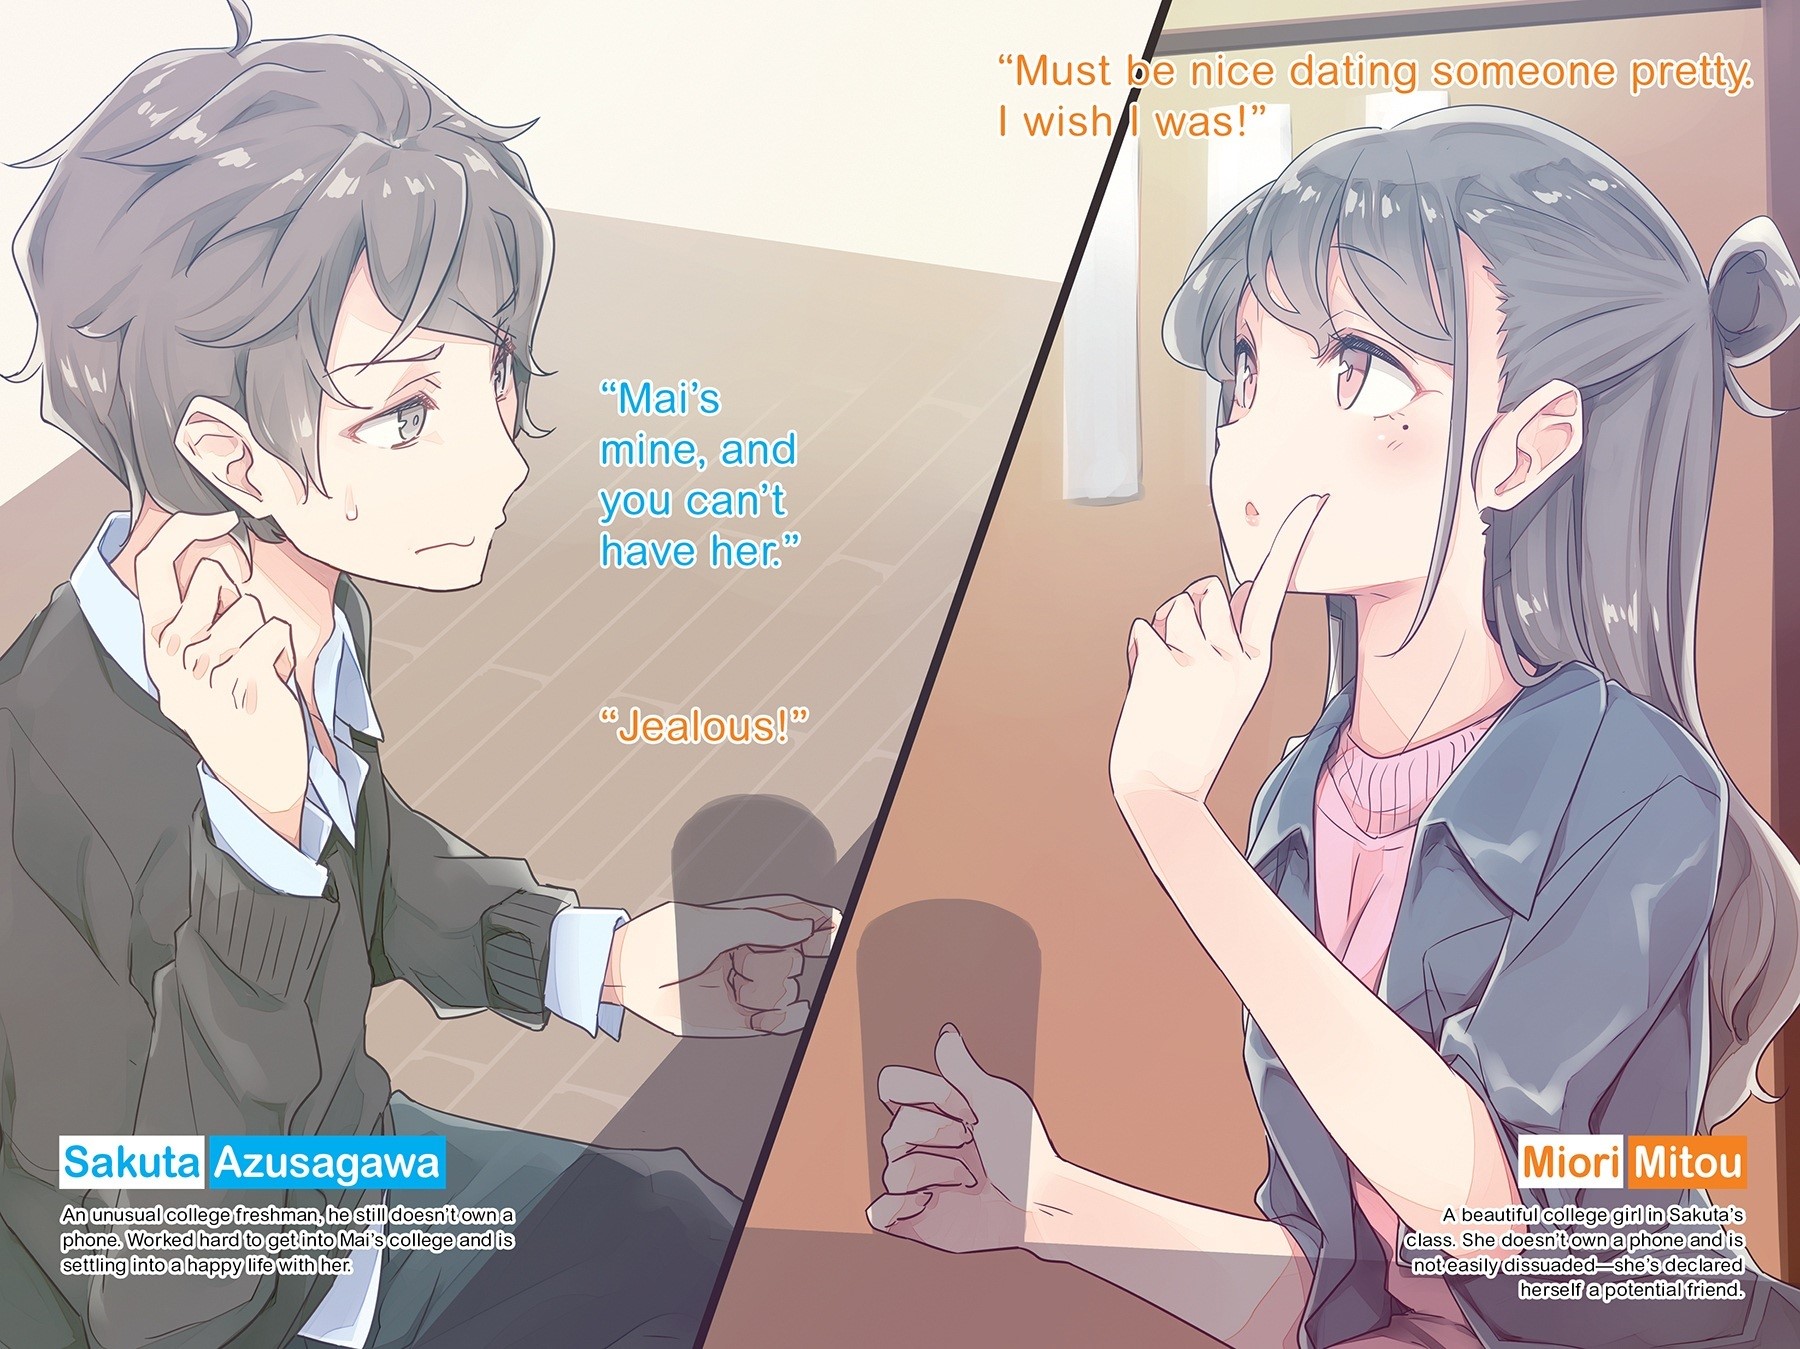 “Must be nice dating someone pretty.
I wish I was!”
“Mai’s
mine, and
you can’t
have her.”
“Jealous!”
Sakuta Azusagawa
An unusual college freshman, he still doesn’t own a
phone. Worked hard to get into Mai’s college and is
settling into a happy life with her.
Miori Mitou
A beautiful college girl in Sakuta’s
class. She doesn’t own a phone and is
not easily dissuaded—she’s declared
herself a potential friend.